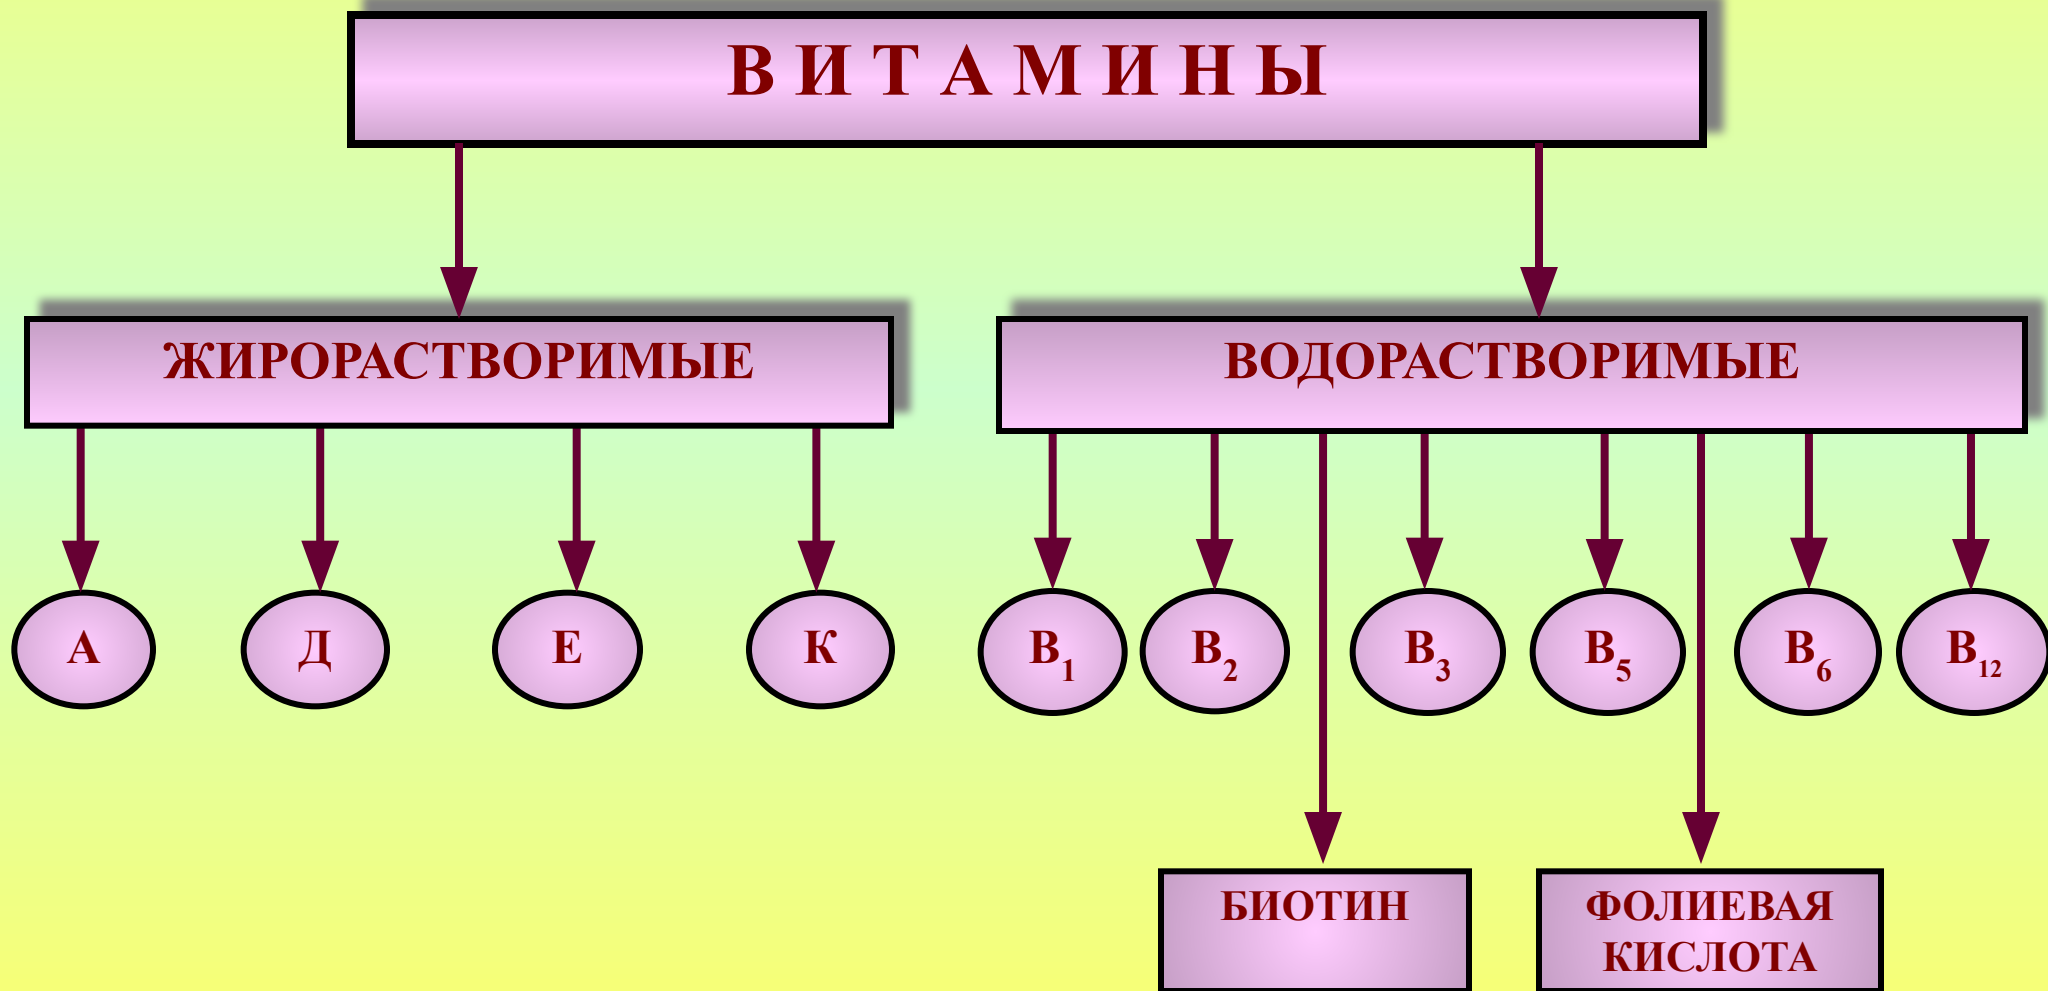 В И Т А М И Н Ы
ЖИРОРАСТВОРИМЫЕ
ВОДОРАСТВОРИМЫЕ
А Д Е К
В₁ В₂ В₃ В₅ В₆ В₁₂
БИОТИН
ФОЛИЕВАЯ
КИСЛОТА